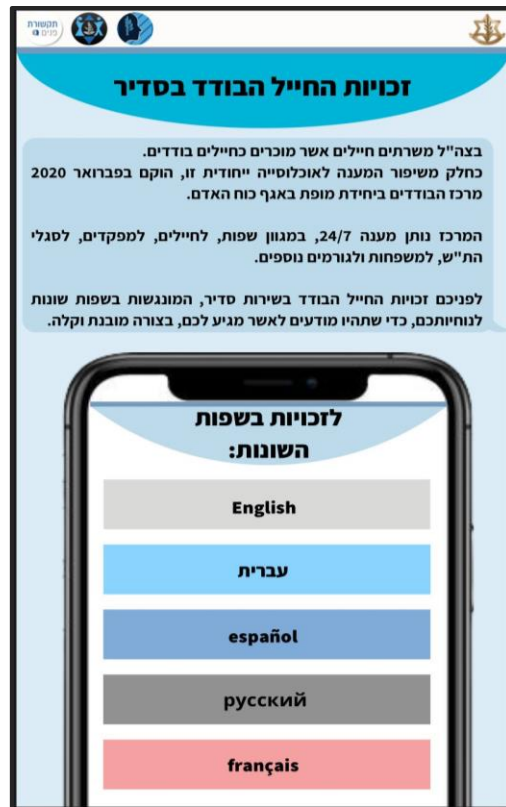 תקשורת
פנים
זכויות החייל הבודד בסדיר
בצה"ל משרתים חיילים אשר מוכרים כחיילים בודדים.
כחלק משיפור המענה לאוכלוסייה ייחודית זו, הוקם בפברואר 2020
מרכז הבודדים ביחידת מופת באגף כוח האדם.
המרכז נותן מענה 24/7, במגוון שפות, לחיילים, למפקדים, לסגלי
הת"ש, למשפחות ולגורמים נוספים.
לפניכם זכויות החייל הבודד בשירות סדיר, המונגשות בשפות שונות
לנוחיותכם, כדי שתהיו מודעים לאשר מגיע לכם, בצורה מובנת וקלה.
לזכויות בשפות
השונות:
English
עברית
español
русский
français